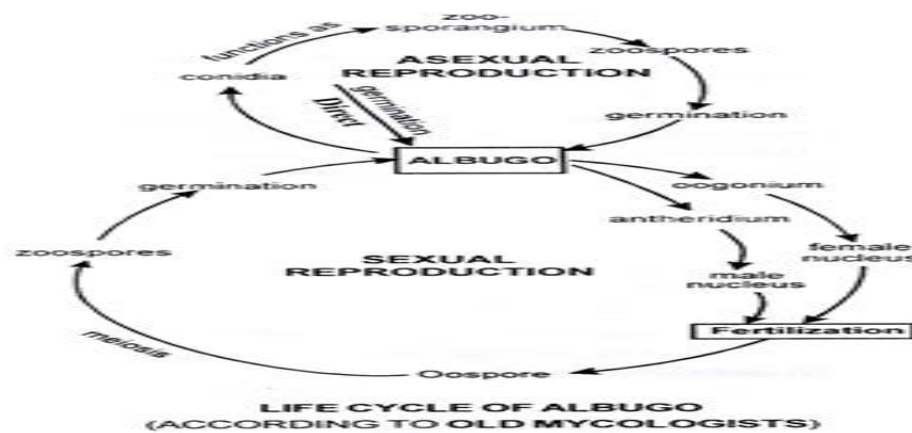 zoo-
sporangium
functions as
zoospores
ASEXUAL
REPRODUCTION
conidia
Direct
germination
germination
ALBUGO
germination
oogonium
antheridium
zoospores
SEXUAL
REPRODUCTION
female
nucleus
male
nucleus
Fertilization
meiosis
Oospore
LIFE CYCLE OF ALBUGO
(ACCORDING TO OLD MYCOLOGISTS)